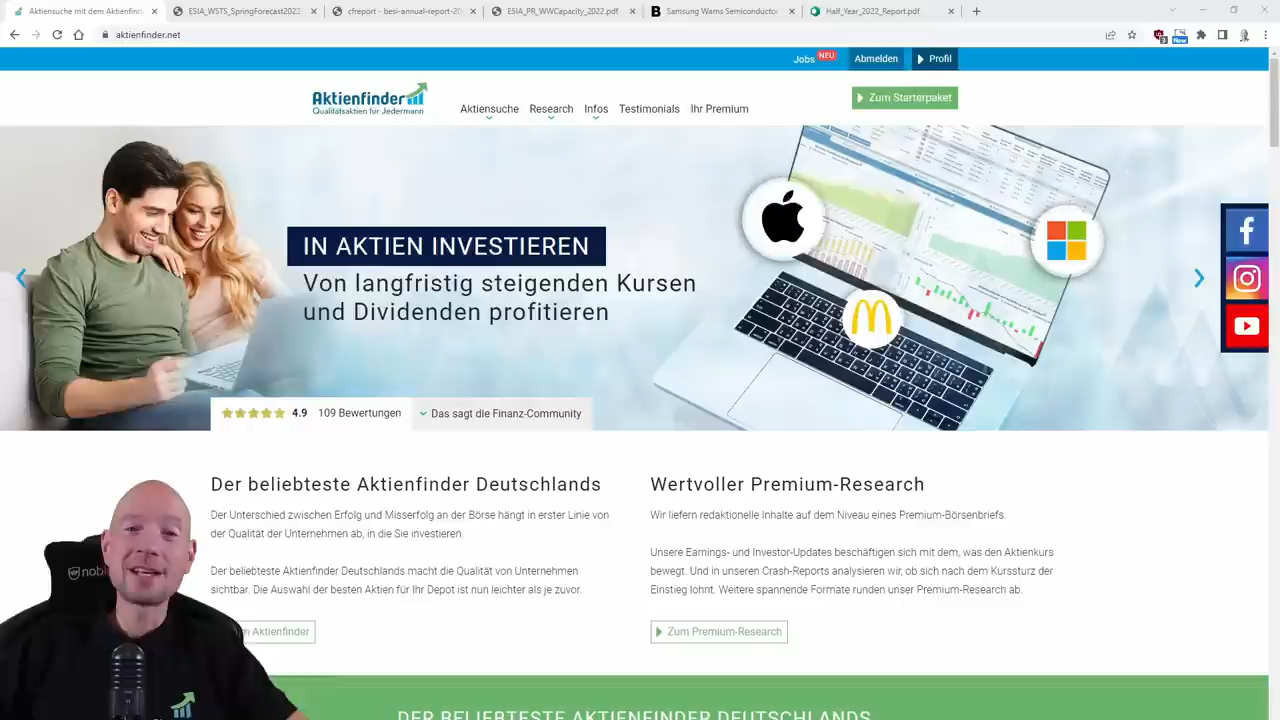 Aktiensuche mit dem Aktienfind
ESIA_WSTS_SpringForecast2022
cfreport - besi-annual-report-20
ESIA_PR_WWCapacity_2022.pdf
Samsung Warns Semiconductor
Half_Year_2022_Report.pdf
aktienfinder.net
New
Jobs NEU
Abmelden
Profil
Aktienfinder
Qualitätsaktien für Jedermann
Aktiensuche
Research
Infos
Testimonials
Ihr Premium
Zum Starterpaket
IN AKTIEN INVESTIEREN
Von langfristig steigenden Kursen
und Dividenden profitieren
4.9 109 Bewertungen
Das sagt die Finanz-Community
Der beliebteste Aktienfinder Deutschlands
Der Unterschied zwischen Erfolg und Misserfolg an der Börse hängt in erster Linie von
der Qualität der Unternehmen ab, in die Sie investieren.
Der beliebteste Aktienfinder Deutschlands macht die Qualität von Unternehmen
sichtbar. Die Auswahl der besten Aktien für Ihr Depot ist nun leichter als je zuvor.
m Aktienfinder
Wertvoller Premium-Research
Wir liefern redaktionelle Inhalte auf dem Niveau eines Premium-Börsenbriefs.
Unsere Earnings- und Investor-Updates beschäftigen sich mit dem, was den Aktienkurs
bewegt. Und in unseren Crash-Reports analysieren wir, ob sich nach dem Kurssturz der
Einstieg lohnt. Weitere spannende Formate runden unser Premium-Research ab.
Zum Premium-Research
nobl
DER BELIEBTESTE AKTIENFINDER DEUTSCHLANDS